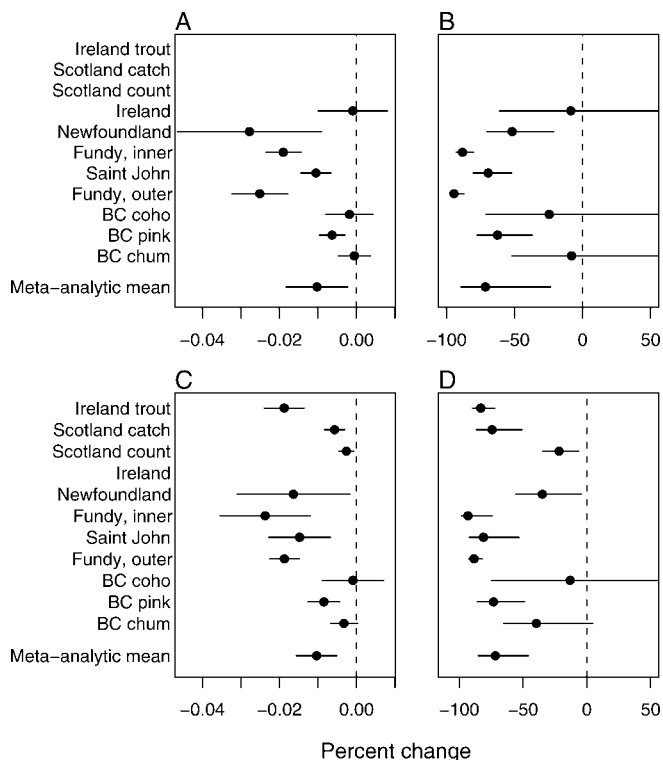 A B
Ireland trout
Scotland catch
Scotland count
Ireland
Newfoundland
Fundy, inner
Saint John
Fundy, outer
BC coho
BC pink
BC chum
Meta−analytic mean
−0.04 −0.02 0.00 −100 −50 0 50
C D
Ireland trout
Scotland catch
Scotland count
Ireland
Newfoundland
Fundy, inner
Saint John
Fundy, outer
BC coho
BC pink
BC chum
Meta−analytic mean
−0.04 −0.02 0.00 −100 −50 0 50
Percent change